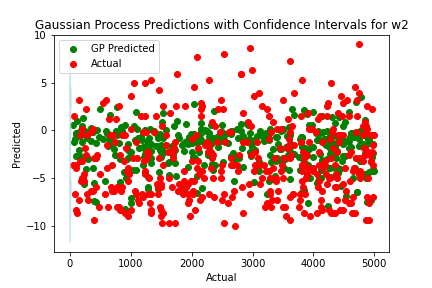 Gaussian Process Predictions with Confidence Intervals for w2
GP Predicted
Actual
10
5
0
−5
−10
Predicted
0 1000 2000 3000 4000 5000
Actual